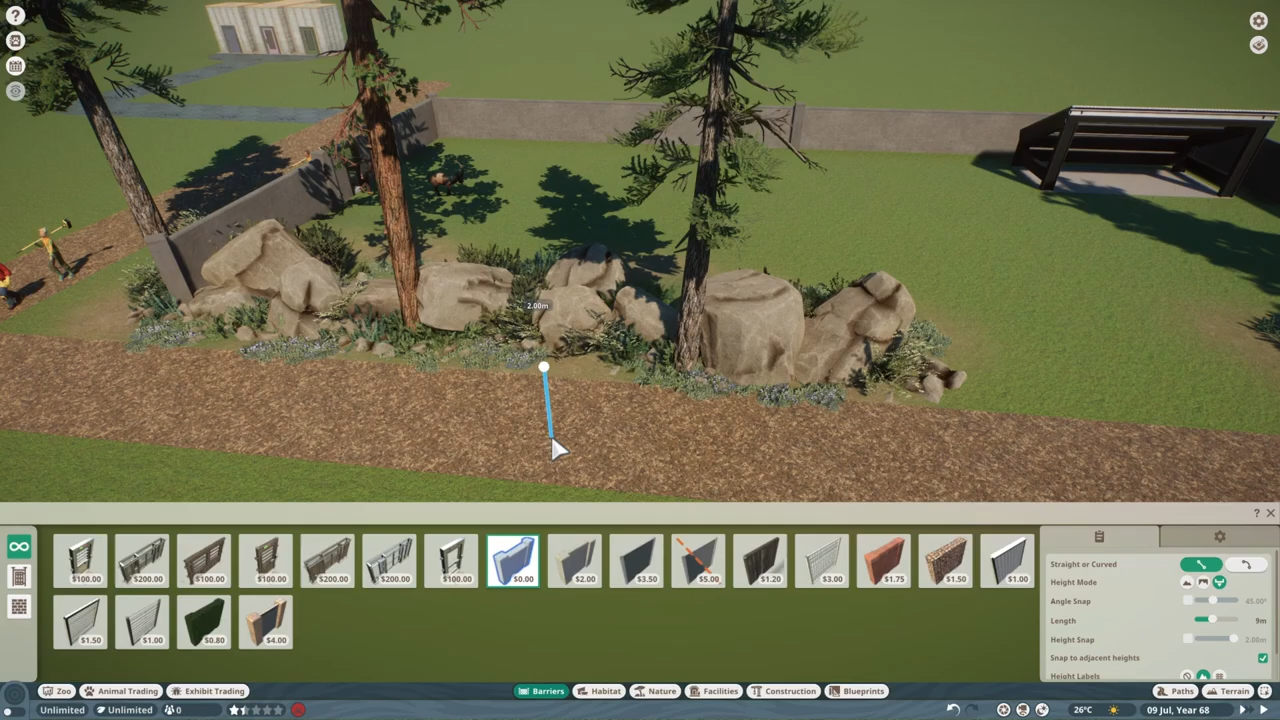 ?
2.00m
? ×
$100.00
$200.00
$100.00
$100.00
$200.00
$200.00
$100.00
$0.00
$2.00
$3.50
$5.00
$1.20
$3.00
$1.75
$1.50
$1.00
$1.50
$1.00
$0.80
$4.00
Straight or Curved
Height Mode
Angle Snap 45.00°
Length 9m
Height Snap 2.00m
Snap to adjacent heights
Height Labels
Zoo
Animal Trading
Exhibit Trading
Barriers
Habitat
Nature
Facilities
Construction
Blueprints
Paths
Terrain
Unlimited
Unlimited
0
26°C
09 Jul, Year 68